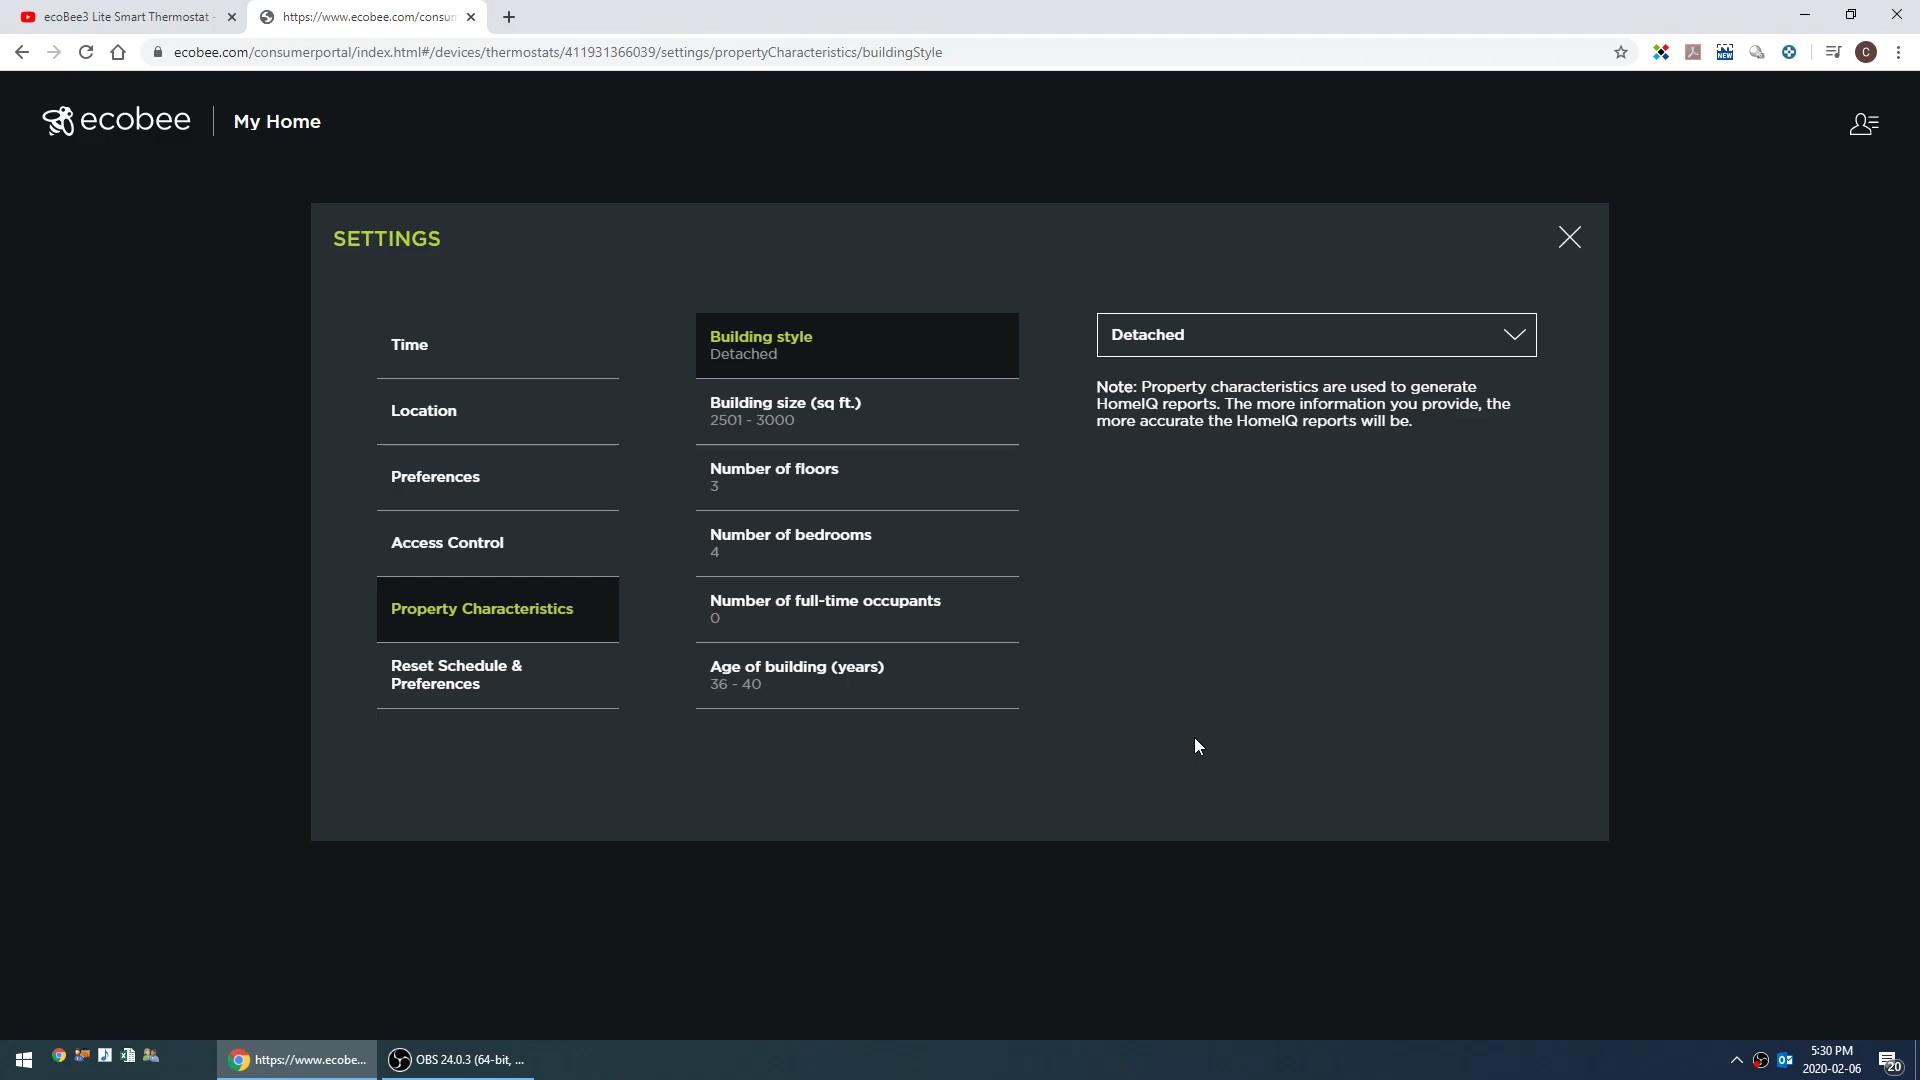 ecoBee3 Lite Smart Thermostat -
https://www.ecobee.com/consum
ecobee.com/consumerportal/index.html#/devices/thermostats/411931366039/settings/propertyCharacteristics/buildingStyle
NEW
C
ecobee
My Home
SETTINGS
Time
Location
Preferences
Access Control
Property Characteristics
Reset Schedule &
Preferences
Building style
Detached
Building size (sq ft.)
2501 - 3000
Number of floors
3
Number of bedrooms
4
Number of full-time occupants
0
Age of building (years)
36 - 40
Detached
Note: Property characteristics are used to generate
HomeIQ reports. The more information you provide, the
more accurate the HomeIQ reports will be.
https://www.ecobe...
OBS 24.0.3 (64-bit, ...
5:30 PM
2020-02-06
20